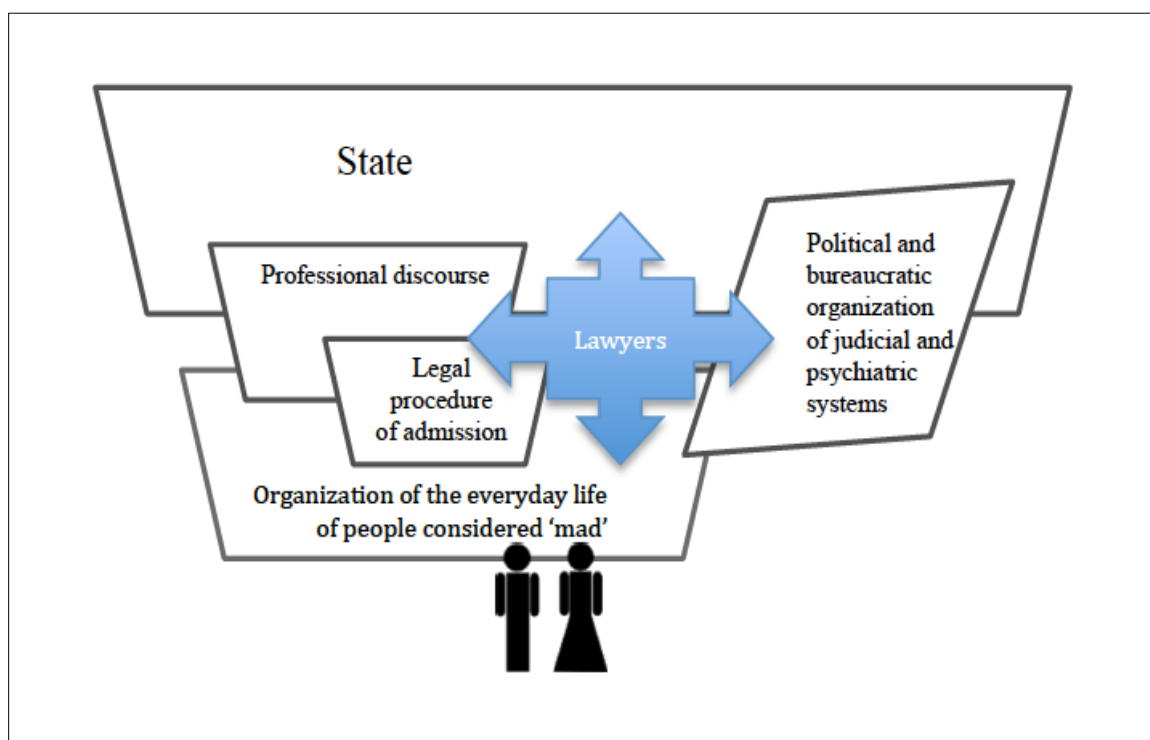 State
Professional discourse
Legal
procedure
of admission
Lawyers
Political and
bureaucratic
organization
of judicial and
psychiatric
systems
Organization of the everyday life
of people considered ‘mad’